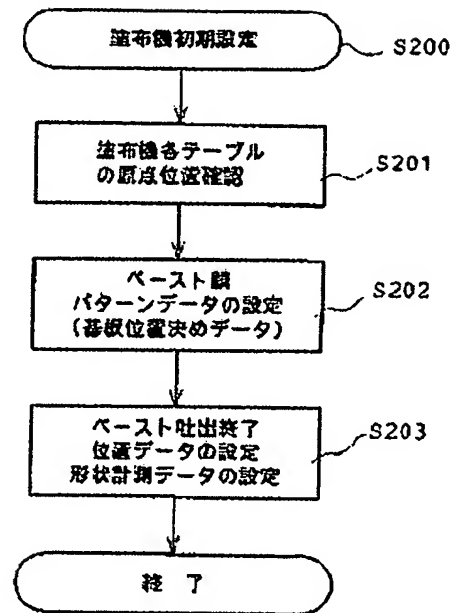 塗布機初期設定
S200
塗布機各テーブル
の原点位置確認
S201
ペースト膜
パターンデータの設定
(基板位置決めデータ)
S202
ペースト吐出終了
位置データの設定
形状計測データの設定
S203
終了